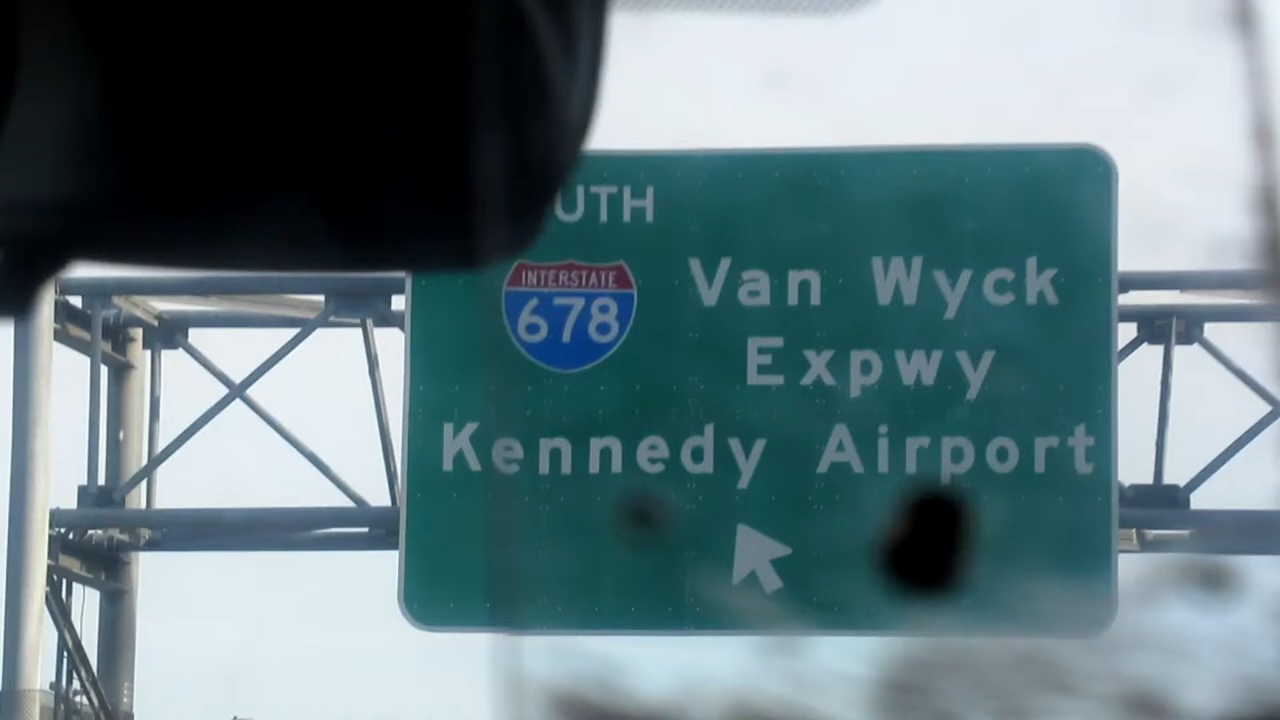 UTH
INTERSTATE
678
Van Wyck
Expwy
Kennedy Airport